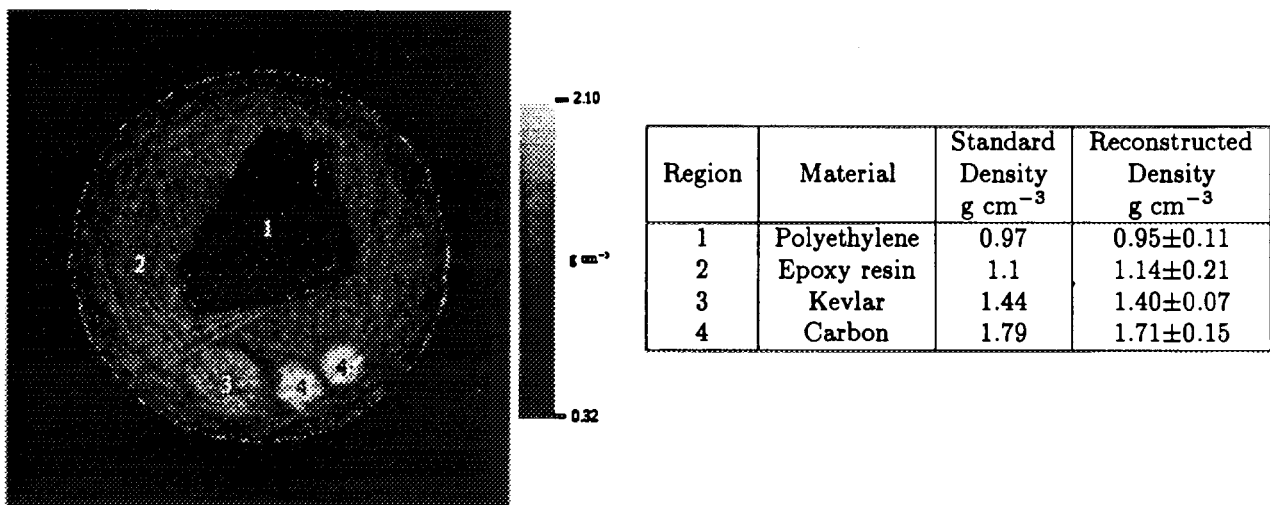 1
2
3
4
4
2.10
g cm⁻³
0.32
Region Material Standard Density g cm⁻³ Reconstructed Density g cm⁻³
1 Polyethylene 0.97 0.95±0.11
2 Epoxy resin 1.1 1.14±0.21
3 Kevlar 1.44 1.40±0.07
4 Carbon 1.79 1.71±0.15